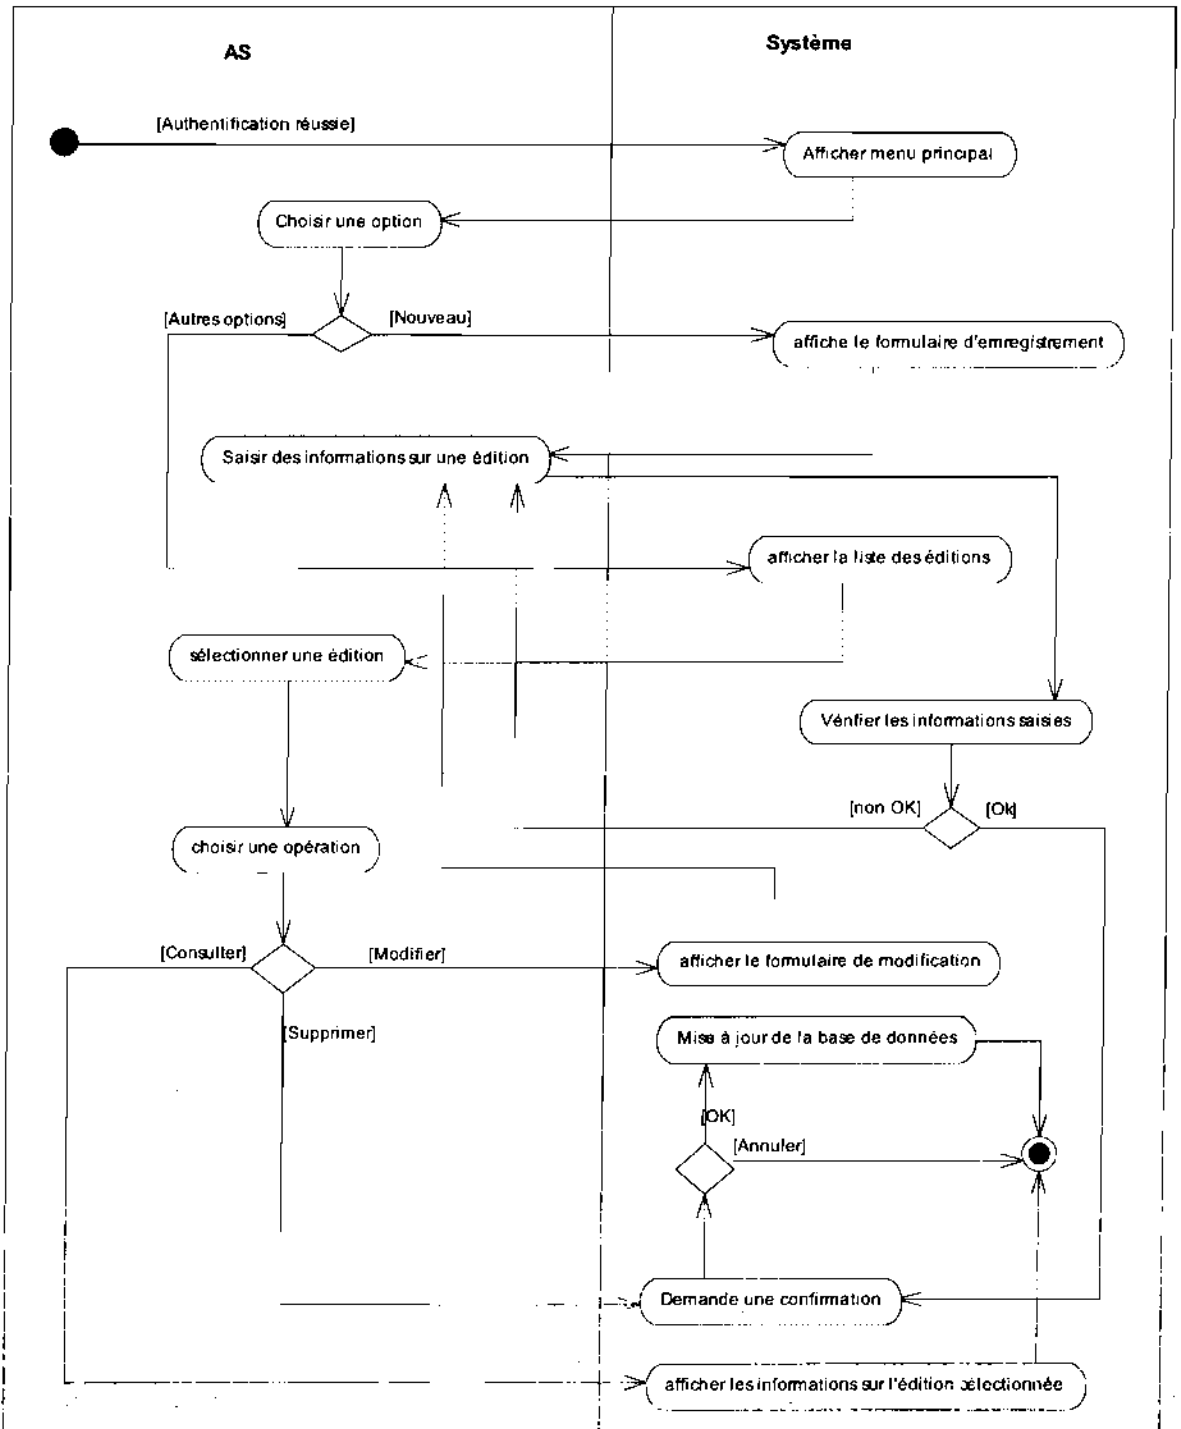 AS
Système
[Authentification réussie]
Afficher menu principal
Choisir une option
[Autres options]
[Nouveau]
affiche le formulaire d'emregistrement
Saisir des informations sur une édition
afficher la liste des éditions
sélectionner une édition
Vénfier les informations saisies
[non OK]
[Ok]
choisir une opération
[Consulter]
[Modifier]
afficher le formulaire de modification
[Supprimer]
Mise à jour de la base de données
[OK]
[Annuler]
Demande une confirmation
afficher les informations sur l'édition sélectionnée